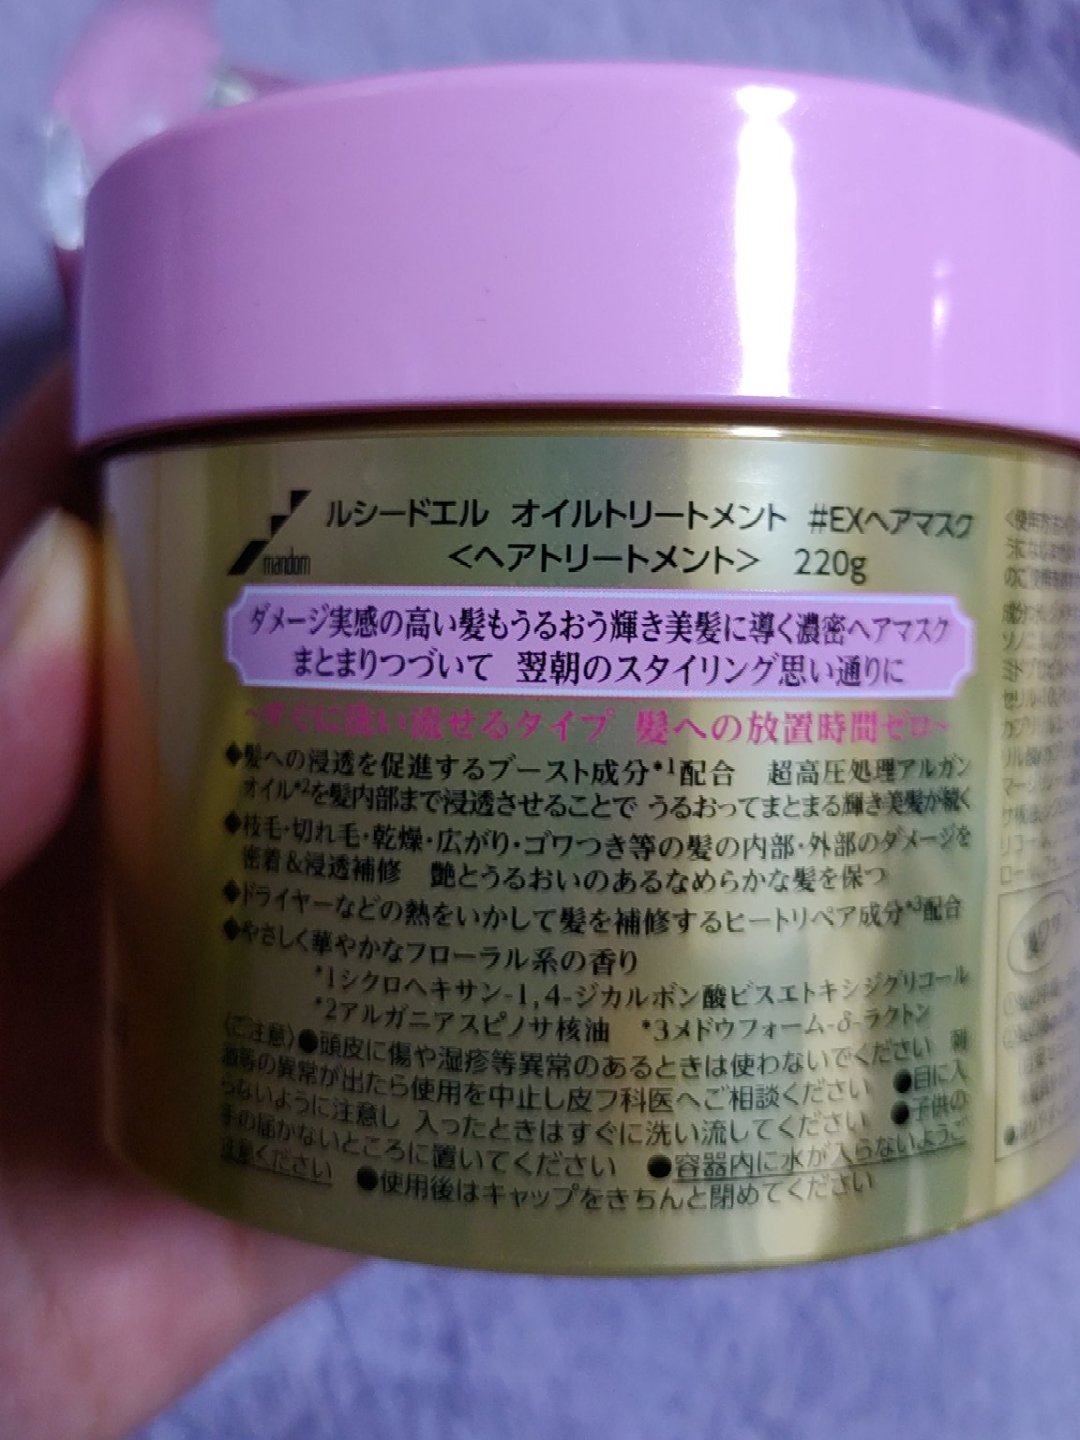 ルシードエル オイルトリートメント #EXヘアマスク
mandom
<ヘアトリートメント> 220g
ダメージ実感の高い髪もうるおう輝き美髪に導く濃密ヘアマスク
まとまりつづいて 翌朝のスタイリング思い通りに
~すぐに洗い流せるタイプ 髪への放置時間ゼロ~
◆髪への浸透を促進するブースト成分*1配合 超高圧処理アルガン
オイル*2を髪内部まで浸透させることで うるおってまとまる輝き美髪が続く
◆枝毛・切れ毛・乾燥・広がり・ゴワつき等の髪の内部・外部のダメージを
密着&浸透補修 艶とうるおいのあるなめらかな髪を保つ
◆ドライヤーなどの熱をいかして髪を補修するヒートリペア成分*3配合
◆やさしく華やかなフローラル系の香り
*1シクロヘキサン-1,4-ジカルボン酸ビスエトキシジグリコール
*2アルガニアスピノサ核油 *3メドウフォーム-δ-ラクトン
〈ご注意〉●頭皮に傷や湿疹等異常のあるときは使わないでください 刺
激等の異常が出たら使用を中止し皮フ科医へご相談ください ●目に入
らないように注意し 入ったときはすぐに洗い流してください ●子供の
手の届かないところに置いてください ●容器内に水が入らないようご
注意ください ●使用後はキャップをきちんと閉めてください